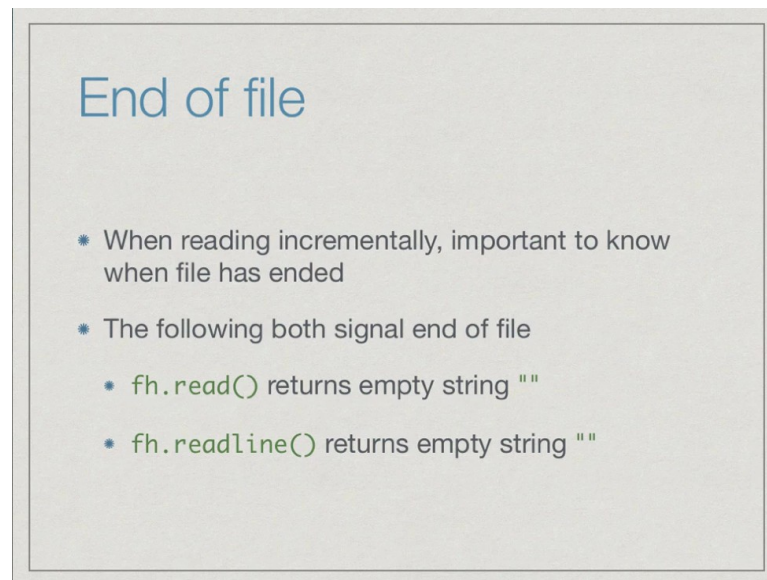 End of file
When reading incrementally, important to know
when file has ended
The following both signal end of file
fh.read() returns empty string ""
fh.readline() returns empty string ""